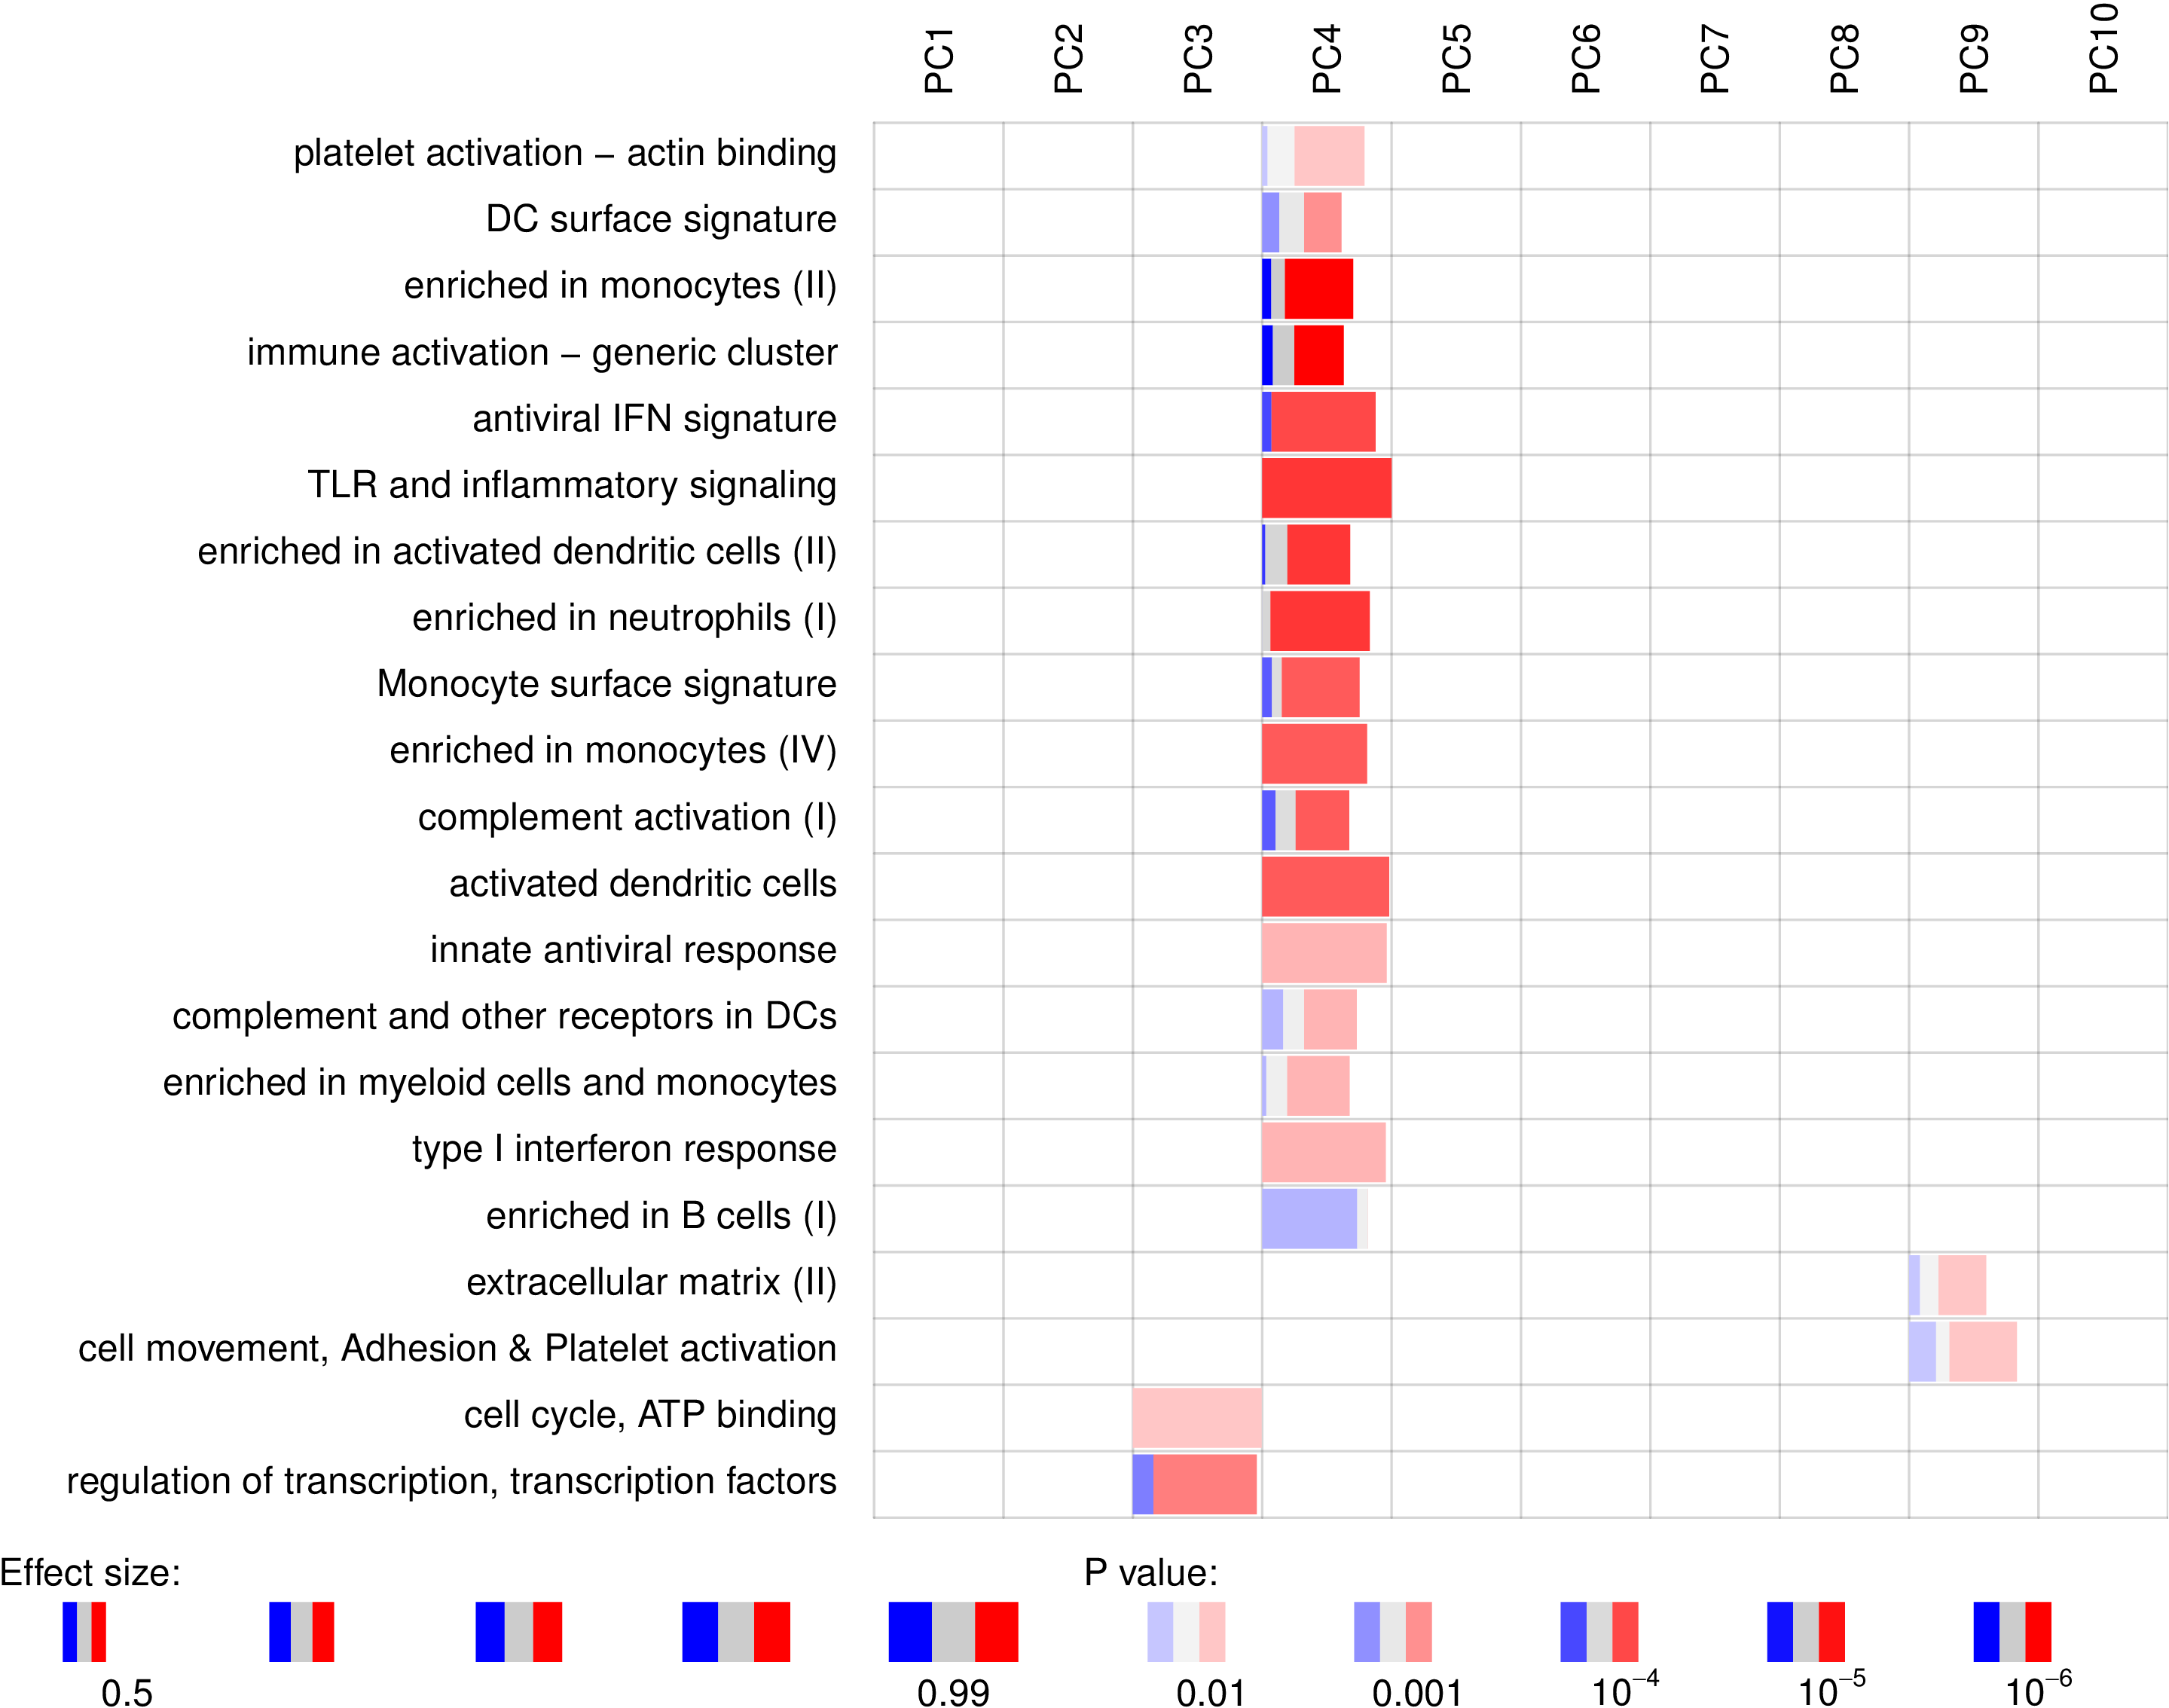 PC1 PC2 PC3 PC4 PC5 PC6 PC7 PC8 PC9 PC10
platelet activation − actin binding
DC surface signature
enriched in monocytes (II)
immune activation − generic cluster
antiviral IFN signature
TLR and inflammatory signaling
enriched in activated dendritic cells (II)
enriched in neutrophils (I)
Monocyte surface signature
enriched in monocytes (IV)
complement activation (I)
activated dendritic cells
innate antiviral response
complement and other receptors in DCs
enriched in myeloid cells and monocytes
type I interferon response
enriched in B cells (I)
extracellular matrix (II)
cell movement, Adhesion & Platelet activation
cell cycle, ATP binding
regulation of transcription, transcription factors
Effect size: P value:
0.5 0.99 0.01 0.001 10⁻⁴ 10⁻⁵ 10⁻⁶